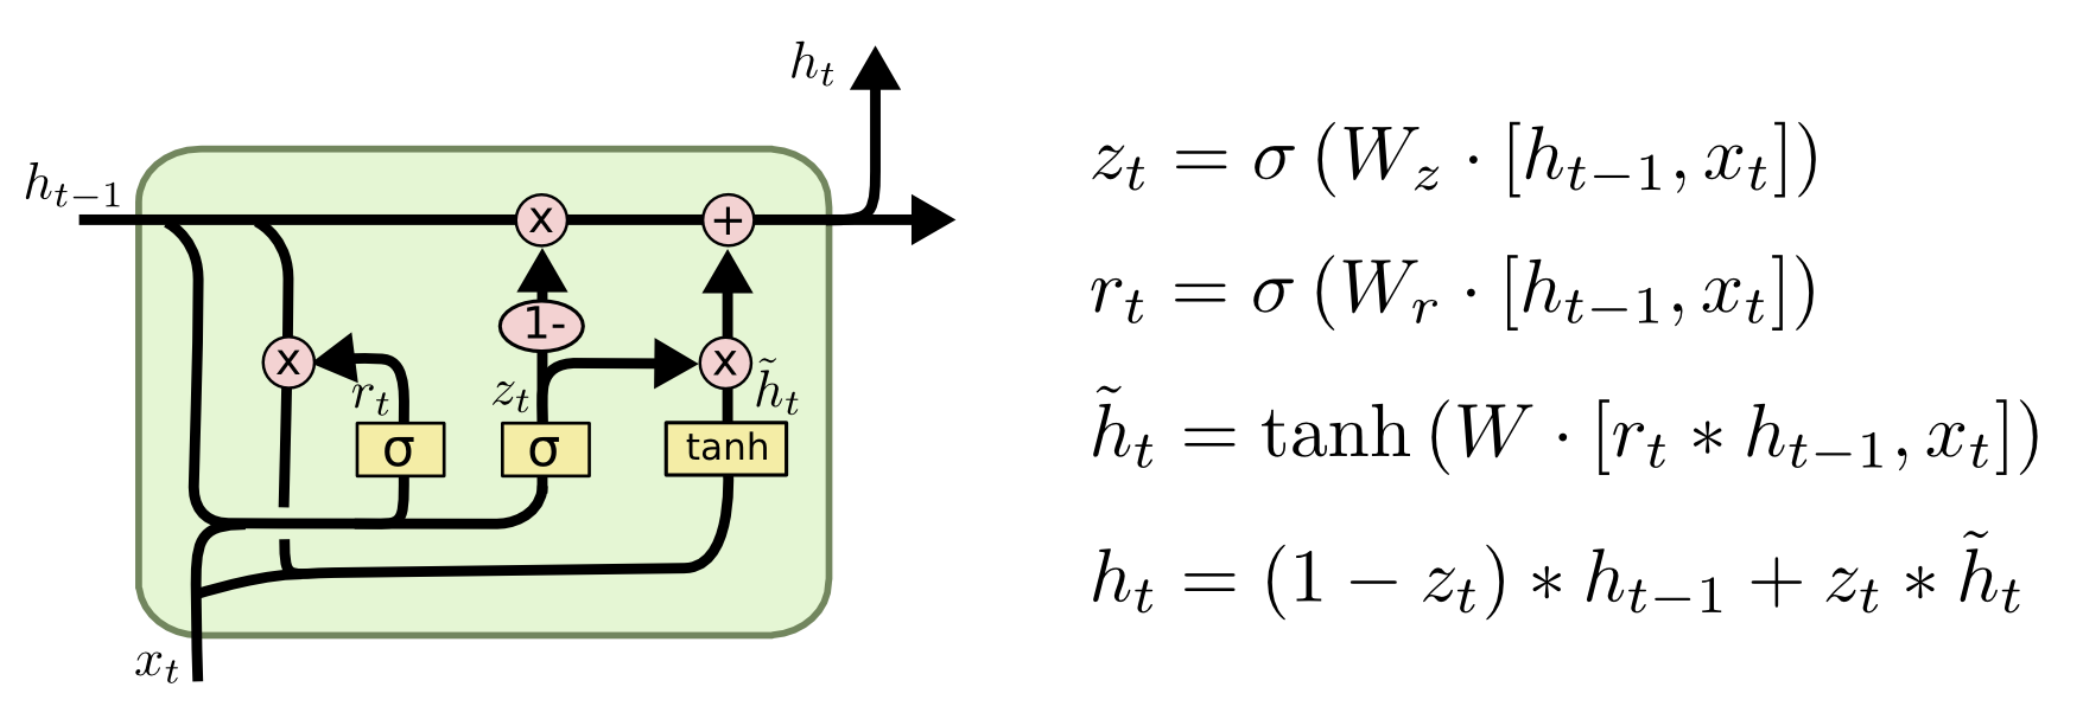 h_t
h_{t-1}
x + 
1-
x x
r_t z_t h̃_t
σ σ tanh
x_t
z_t = σ (W_z · [h_{t-1}, x_t])
r_t = σ (W_r · [h_{t-1}, x_t])
h̃_t = tanh (W · [r_t * h_{t-1}, x_t])
h_t = (1 − z_t) * h_{t-1} + z_t * h̃_t